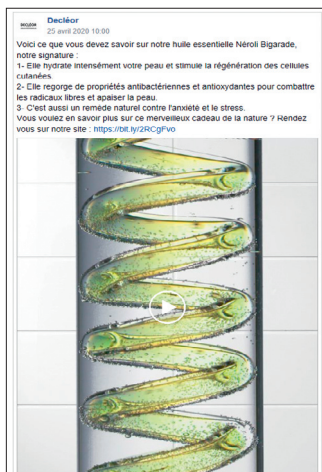 Decléor
DECLÉOR
25 avril 2020 10:00
Voici ce que vous devez savoir sur notre huile essentielle Néroli Bigarade,
notre signature :
1- Elle hydrate intensément votre peau et stimule la régénération des cellules
cutanées.
2- Elle regorge de propriétés antibactériennes et antioxydantes pour combattre
les radicaux libres et apaiser la peau.
3- C'est aussi un remède naturel contre l'anxiété et le stress.
Vous voulez en savoir plus sur ce merveilleux cadeau de la nature ? Rendez
vous sur notre site : https://bit.ly/2RCgFvo